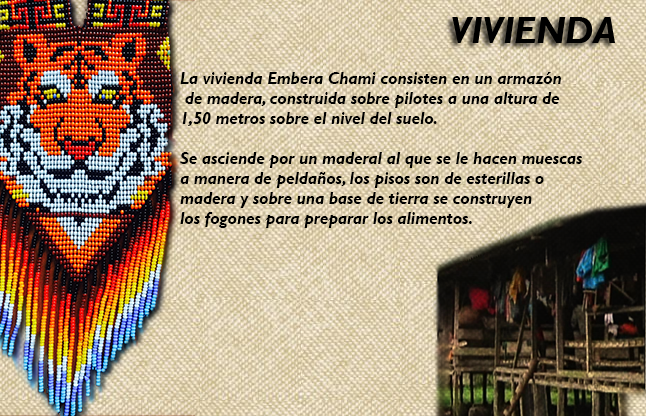 VIVIENDA
La vivienda Embera Chami consisten en un armazón
de madera, construida sobre pilotes a una altura de
1,50 metros sobre el nivel del suelo.
Se asciende por un maderal al que se le hacen muescas
a manera de peldaños, los pisos son de esterillas o
madera y sobre una base de tierra se construyen
los fogones para preparar los alimentos.